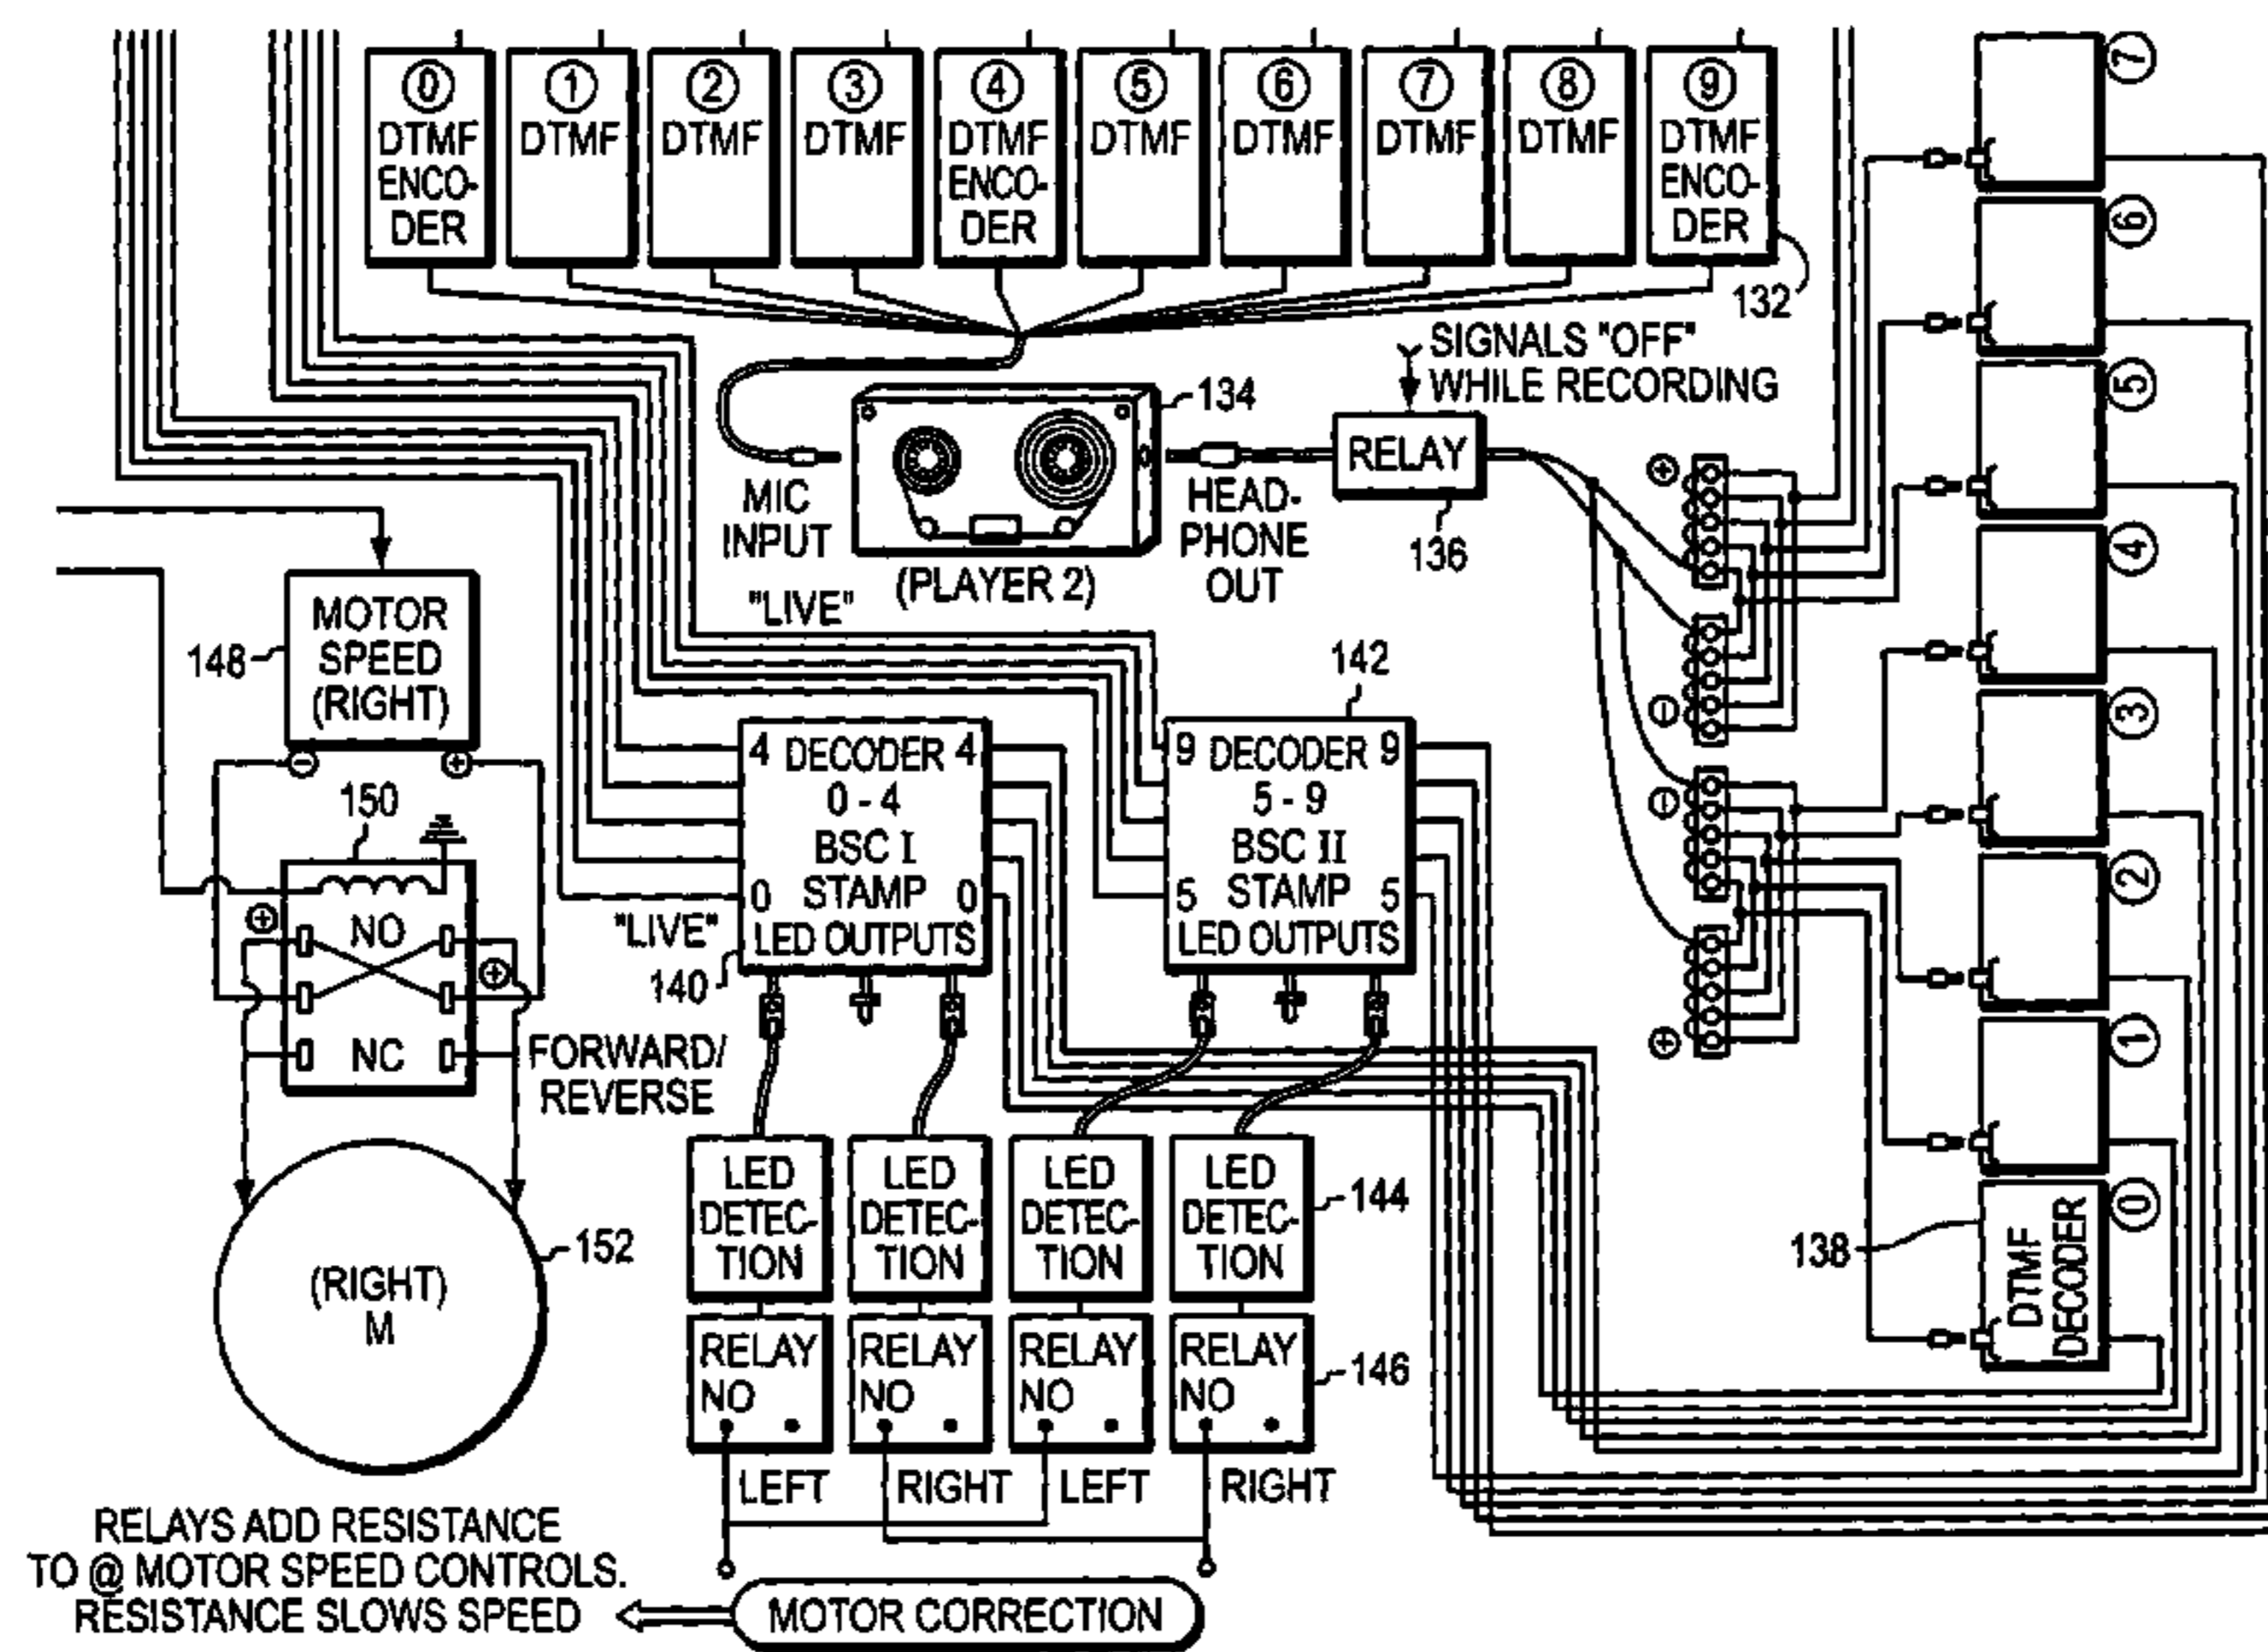 0 1 2 3 4 5 6 7 8 9
DTMF ENCO- DER
DTMF
DTMF
DTMF
DTMF ENCO- DER
DTMF
DTMF
DTMF
DTMF
DTMF ENCO- DER
132
SIGNALS "OFF"
WHILE RECORDING
134
MIC
INPUT
(PLAYER 2)
HEAD-
PHONE
OUT
RELAY
136
"LIVE"
+
−
−
+
7
6
5
4
3
2
1
0
DTMF
DECODER
138
MOTOR
SPEED
(RIGHT)
148
− +
150
+
NO
+
NC
FORWARD/
REVERSE
(RIGHT)
M
152
4 DECODER 4
0 - 4
BSC I
0 STAMP 0
LED OUTPUTS
"LIVE"
140
142
9 DECODER 9
5 - 9
BSC II
5 STAMP 5
LED OUTPUTS
LED
DETEC-
TION
LED
DETEC-
TION
LED
DETEC-
TION
LED
DETEC-
TION
144
RELAY
NO
RELAY
NO
RELAY
NO
RELAY
NO
146
LEFT RIGHT LEFT RIGHT
RELAYS ADD RESISTANCE
TO @ MOTOR SPEED CONTROLS.
RESISTANCE SLOWS SPEED
MOTOR CORRECTION